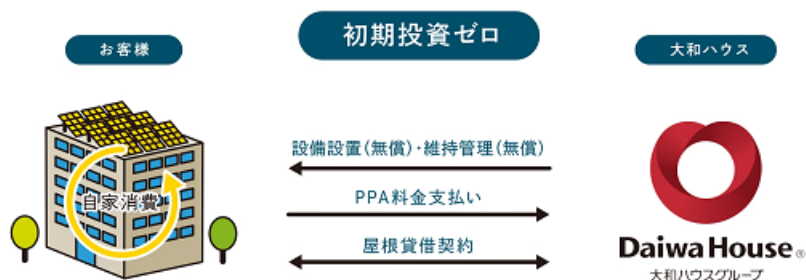 初期投資ゼロ
お客様
大和ハウス
設備設置(無償)・維持管理(無償)
自家消費
PPA料金支払い
屋根貸借契約
Daiwa House®
大和ハウスグループ